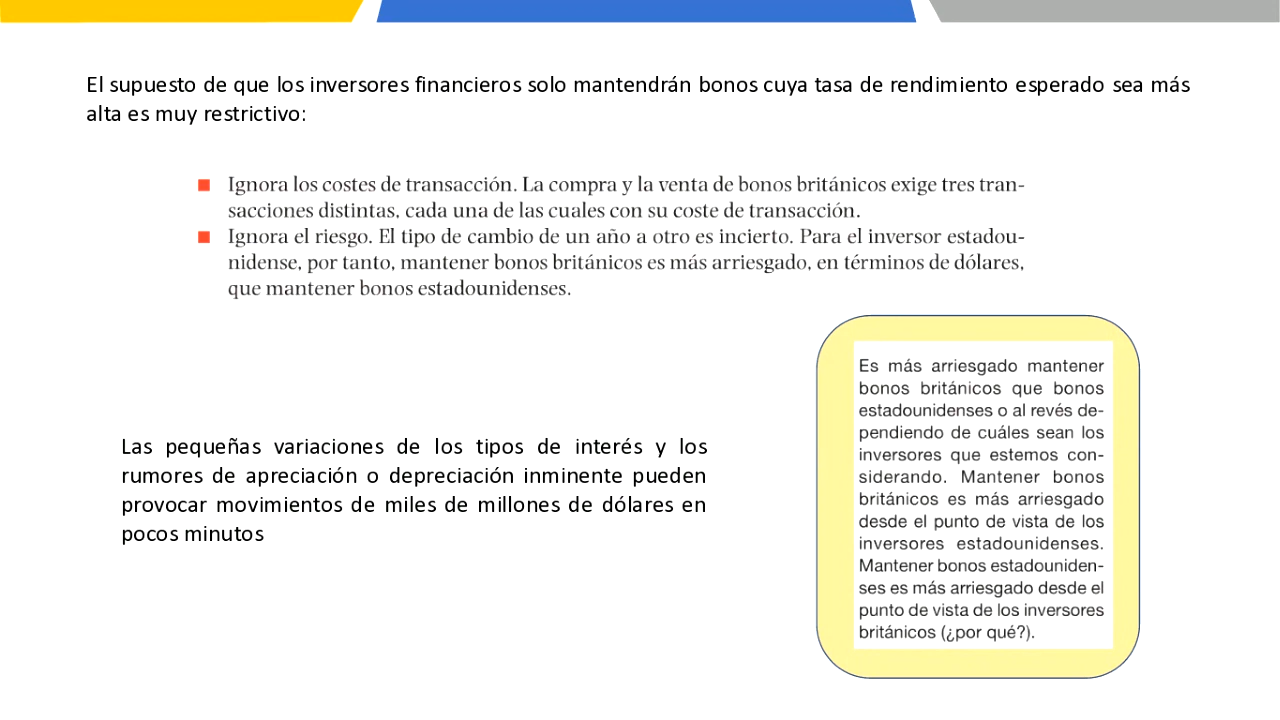 El supuesto de que los inversores financieros solo mantendrán bonos cuya tasa de rendimiento esperado sea más
alta es muy restrictivo:
Ignora los costes de transacción. La compra y la venta de bonos británicos exige tres tran-
sacciones distintas, cada una de las cuales con su coste de transacción.
Ignora el riesgo. El tipo de cambio de un año a otro es incierto. Para el inversor estadou-
nidense, por tanto, mantener bonos británicos es más arriesgado, en términos de dólares,
que mantener bonos estadounidenses.
Las pequeñas variaciones de los tipos de interés y los
rumores de apreciación o depreciación inminente pueden
provocar movimientos de miles de millones de dólares en
pocos minutos
Es más arriesgado mantener
bonos británicos que bonos
estadounidenses o al revés de-
pendiendo de cuáles sean los
inversores que estemos con-
siderando. Mantener bonos
británicos es más arriesgado
desde el punto de vista de los
inversores estadounidenses.
Mantener bonos estadouniden-
ses es más arriesgado desde el
punto de vista de los inversores
británicos (¿por qué?).